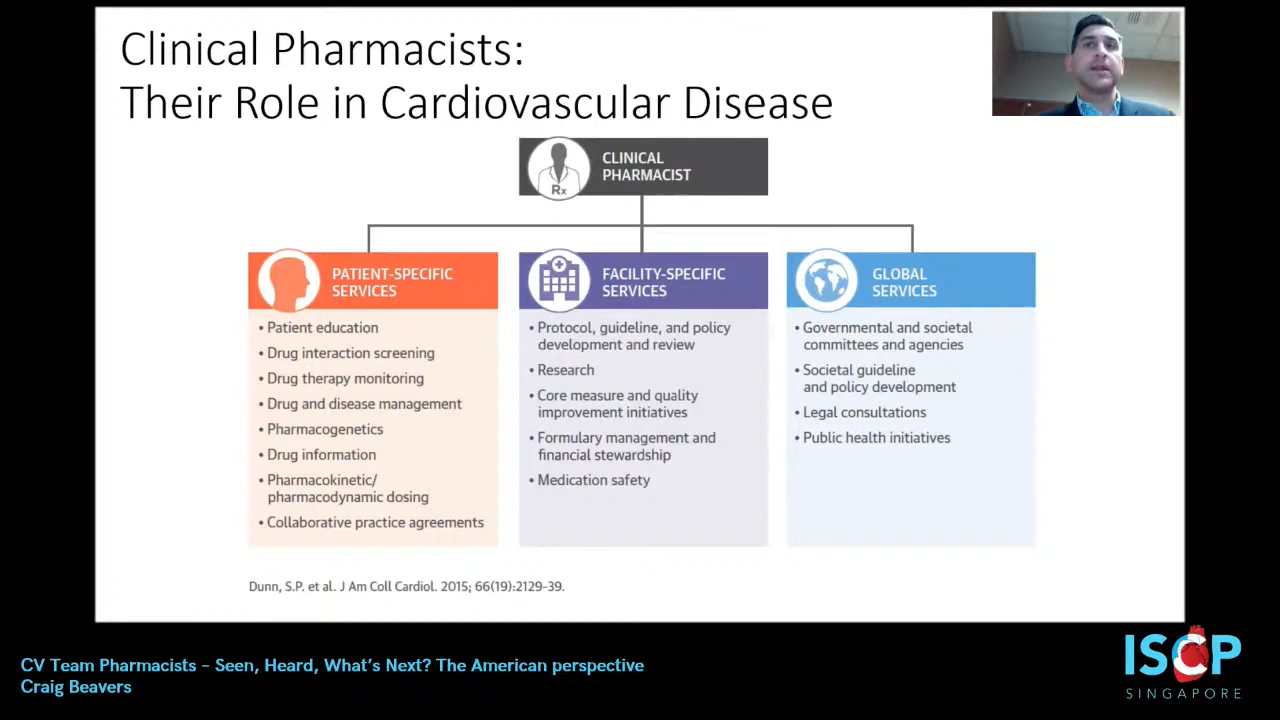 Clinical Pharmacists:
Their Role in Cardiovascular Disease
CLINICAL
PHARMACIST
Rx
PATIENT-SPECIFIC
SERVICES
• Patient education
• Drug interaction screening
• Drug therapy monitoring
• Drug and disease management
• Pharmacogenetics
• Drug information
• Pharmacokinetic/
pharmacodynamic dosing
• Collaborative practice agreements
FACILITY-SPECIFIC
SERVICES
• Protocol, guideline, and policy
development and review
• Research
• Core measure and quality
improvement initiatives
• Formulary management and
financial stewardship
• Medication safety
GLOBAL
SERVICES
• Governmental and societal
committees and agencies
• Societal guideline
and policy development
• Legal consultations
• Public health initiatives
Dunn, S.P. et al. J Am Coll Cardiol. 2015; 66(19):2129-39.
CV Team Pharmacists – Seen, Heard, What's Next? The American perspective
Craig Beavers
ISCP
SINGAPORE